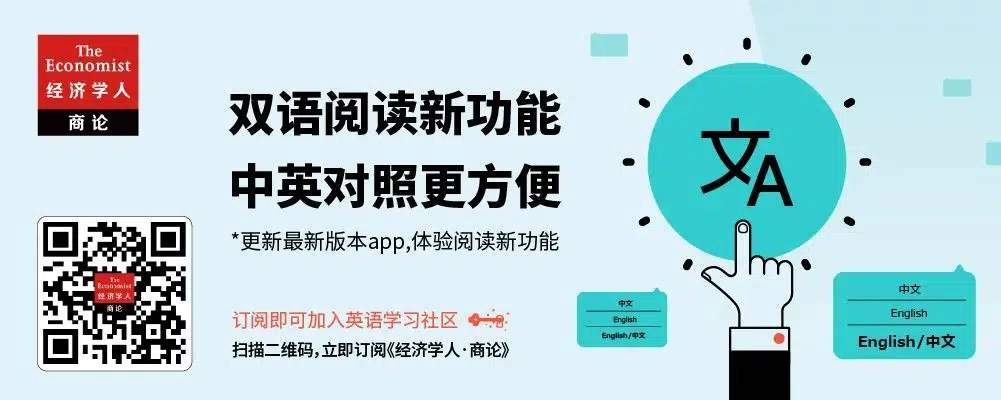 The
Economist
经济学人
商论
双语阅读新功能
中英对照更方便
*更新最新版本app,体验阅读新功能
The
Economist
经济学人
商论
订阅即可加入英语学习社区
扫描二维码，立即订阅《经济学人·商论》
文A
中文
English
English/中文
中文
English
English/中文